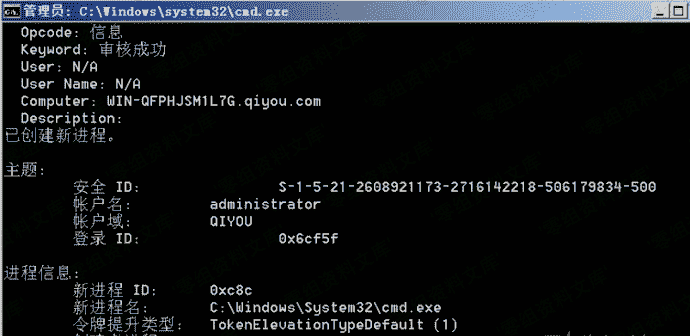 管理员: C:\Windows\system32\cmd.exe
Opcode: 信息
Keyword: 审核成功
User: N/A
User Name: N/A
Computer: WIN-QFPHJSM1L7G.qiyou.com
Description:
已创建新进程。
主题:
安全 ID: S-1-5-21-2608921173-2716142218-506179834-500
帐户名: administrator
帐户域: QIYOU
登录 ID: 0x6cf5f
进程信息:
新进程 ID: 0xc8c
新进程名: C:\Windows\System32\cmd.exe
令牌提升类型: TokenElevationTypeDefault (1)